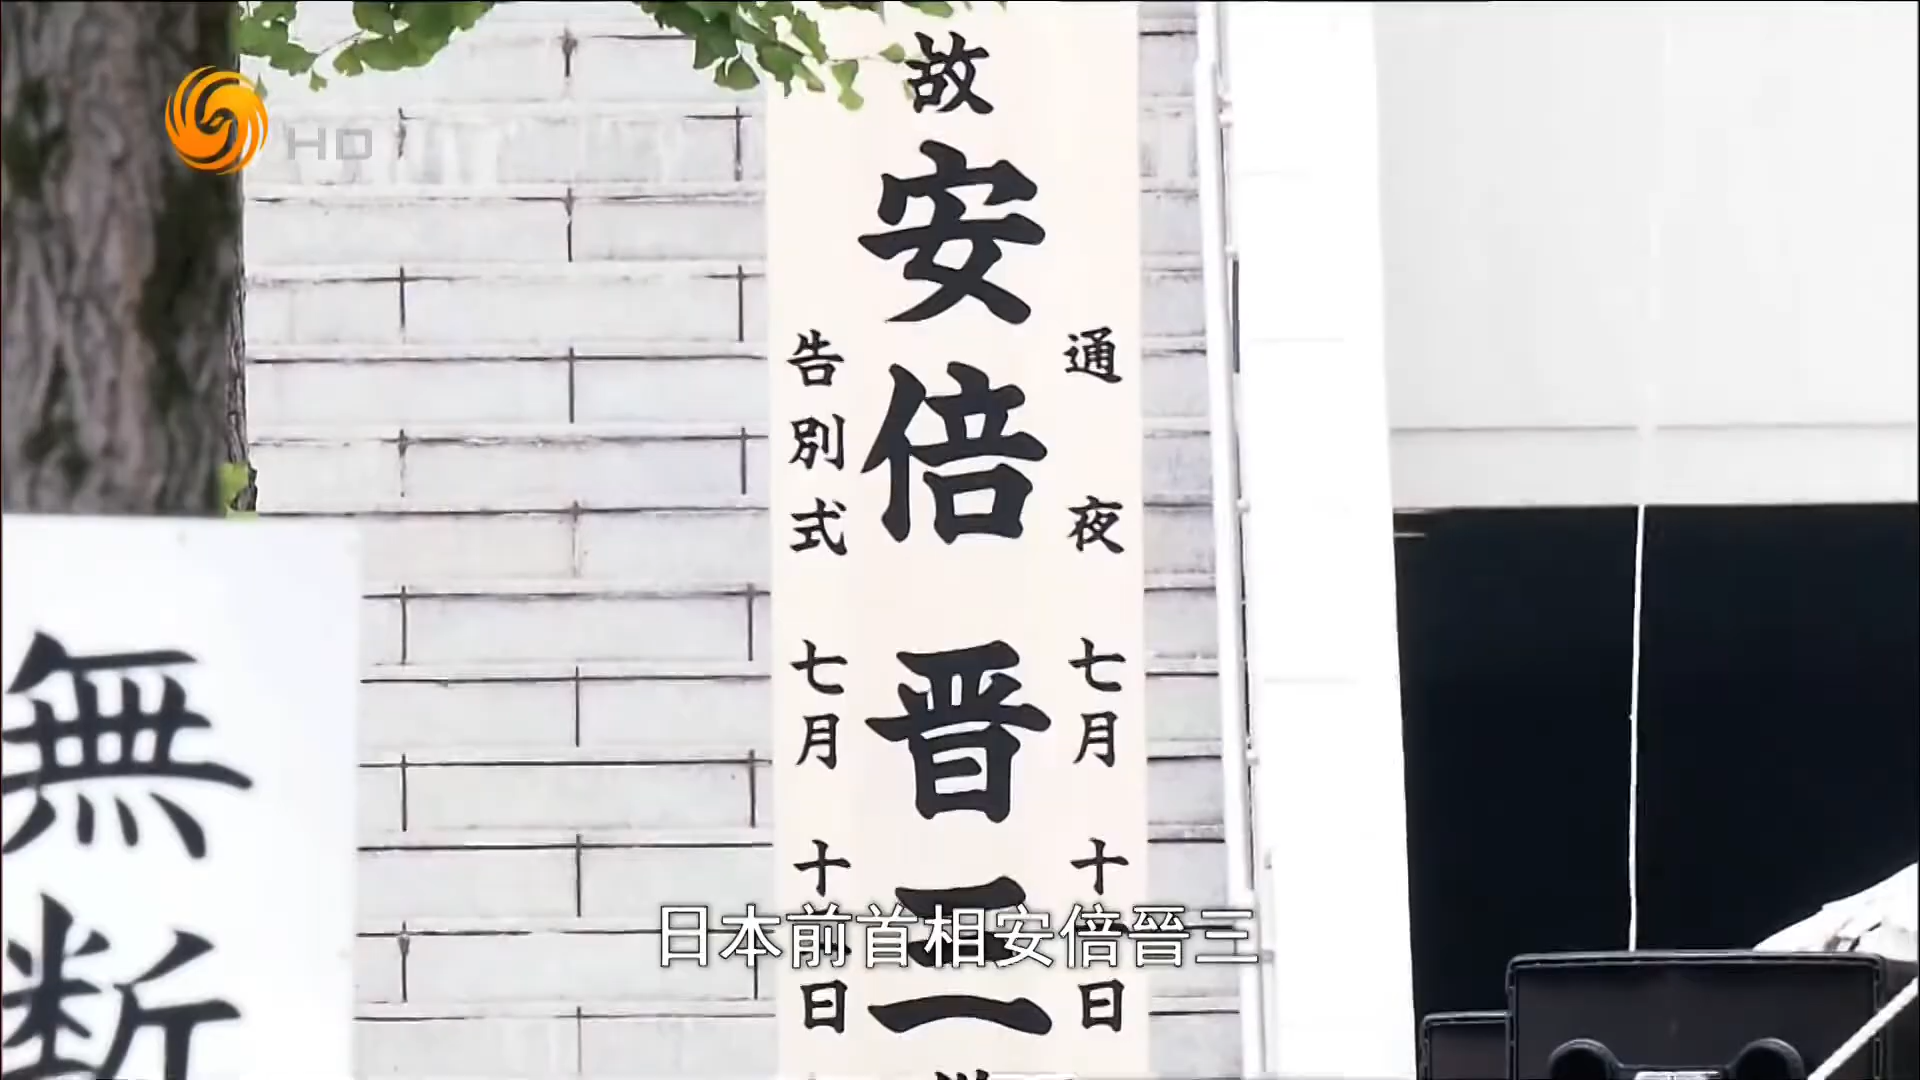 HD
通夜 七月十日
故安倍晋三
告別式 七月十日
無断
日本前首相安倍晉三